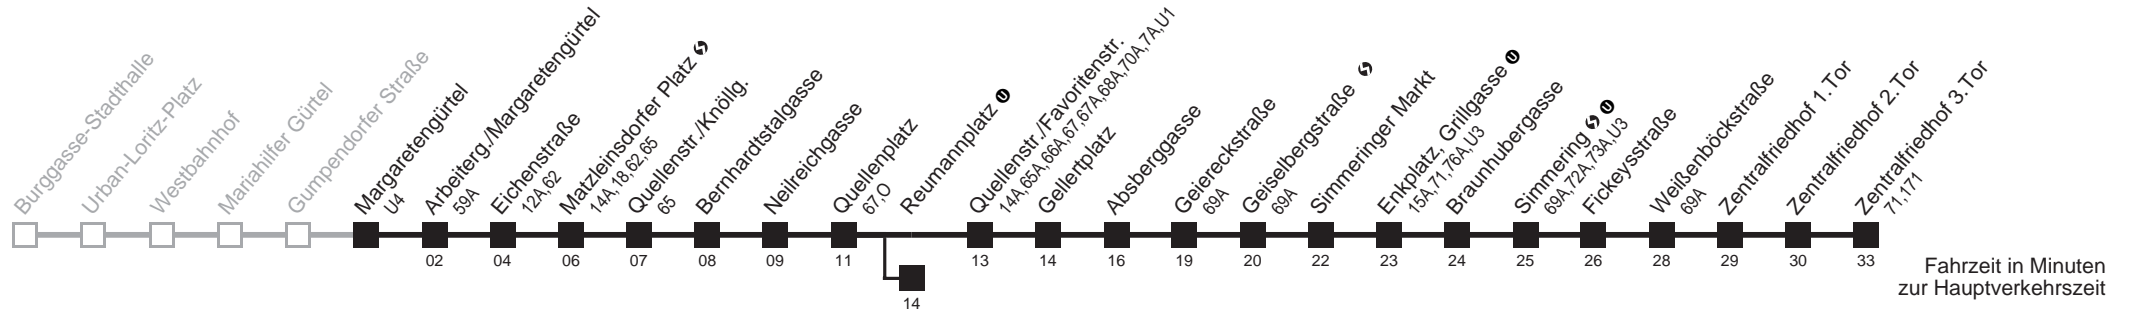 Burggasse-Stadthalle
Urban-Loritz-Platz
Westbahnhof
Mariahilfer Gürtel
Gumpendorfer Straße
Margaretengürtel
U4
Arbeiterg./Margaretengürtel
59A
Eichenstraße
12A,62
Matzleinsdorfer Platz S
14A,18,62,65
Quellenstr./Knöllg.
65
Bernhardtstalgasse
Neilreichgasse
Quellenplatz
67,O
Reumannplatz U
Quellenstr./Favoritenstr.
14A,65A,66A,67,67A,68A,70A,7A,U1
Gellertplatz
Absberggasse
Geiereckstraße
69A
Geiselbergstraße S
69A
Simmeringer Markt
Enkplatz, Grillgasse U
15A,71,76A,U3
Braunhubergasse
Simmering S U
69A,72A,73A,U3
Fickeysstraße
Weißenböckstraße
69A
Zentralfriedhof 1.Tor
Zentralfriedhof 2.Tor
Zentralfriedhof 3.Tor
71,171
02 04 06 07 08 09 11 13 14 16 19 20 22 23 24 25 26 28 29 30 33
14
Fahrzeit in Minuten
zur Hauptverkehrszeit